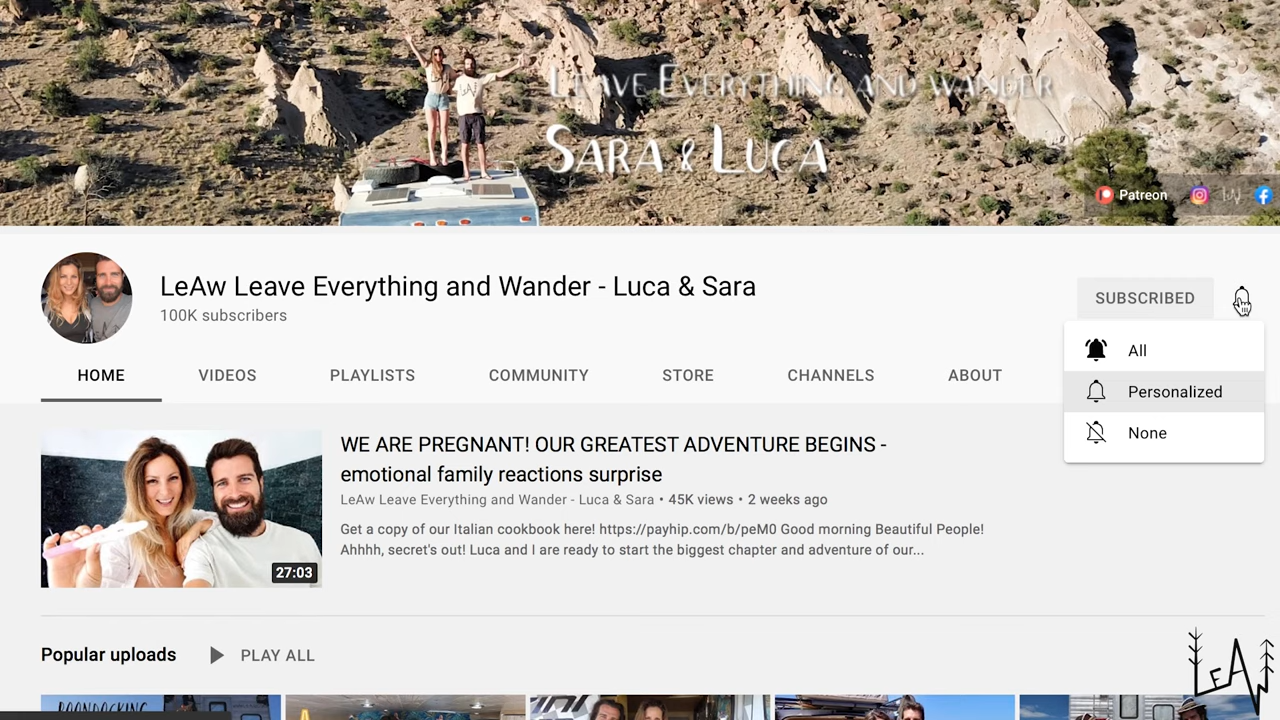 LEAVE EVERYTHING AND WANDER
SARA & LUCA
Patreon
LeAw Leave Everything and Wander - Luca & Sara
100K subscribers
SUBSCRIBED
All
Personalized
None
HOME VIDEOS PLAYLISTS COMMUNITY STORE CHANNELS ABOUT
WE ARE PREGNANT! OUR GREATEST ADVENTURE BEGINS -
emotional family reactions surprise
LeAw Leave Everything and Wander - Luca & Sara • 45K views • 2 weeks ago
Get a copy of our Italian cookbook here! https://payhip.com/b/peM0 Good morning Beautiful People!
Ahhhh, secret's out! Luca and I are ready to start the biggest chapter and adventure of our...
27:03
Popular uploads PLAY ALL
BOONDOCKING
LEAW